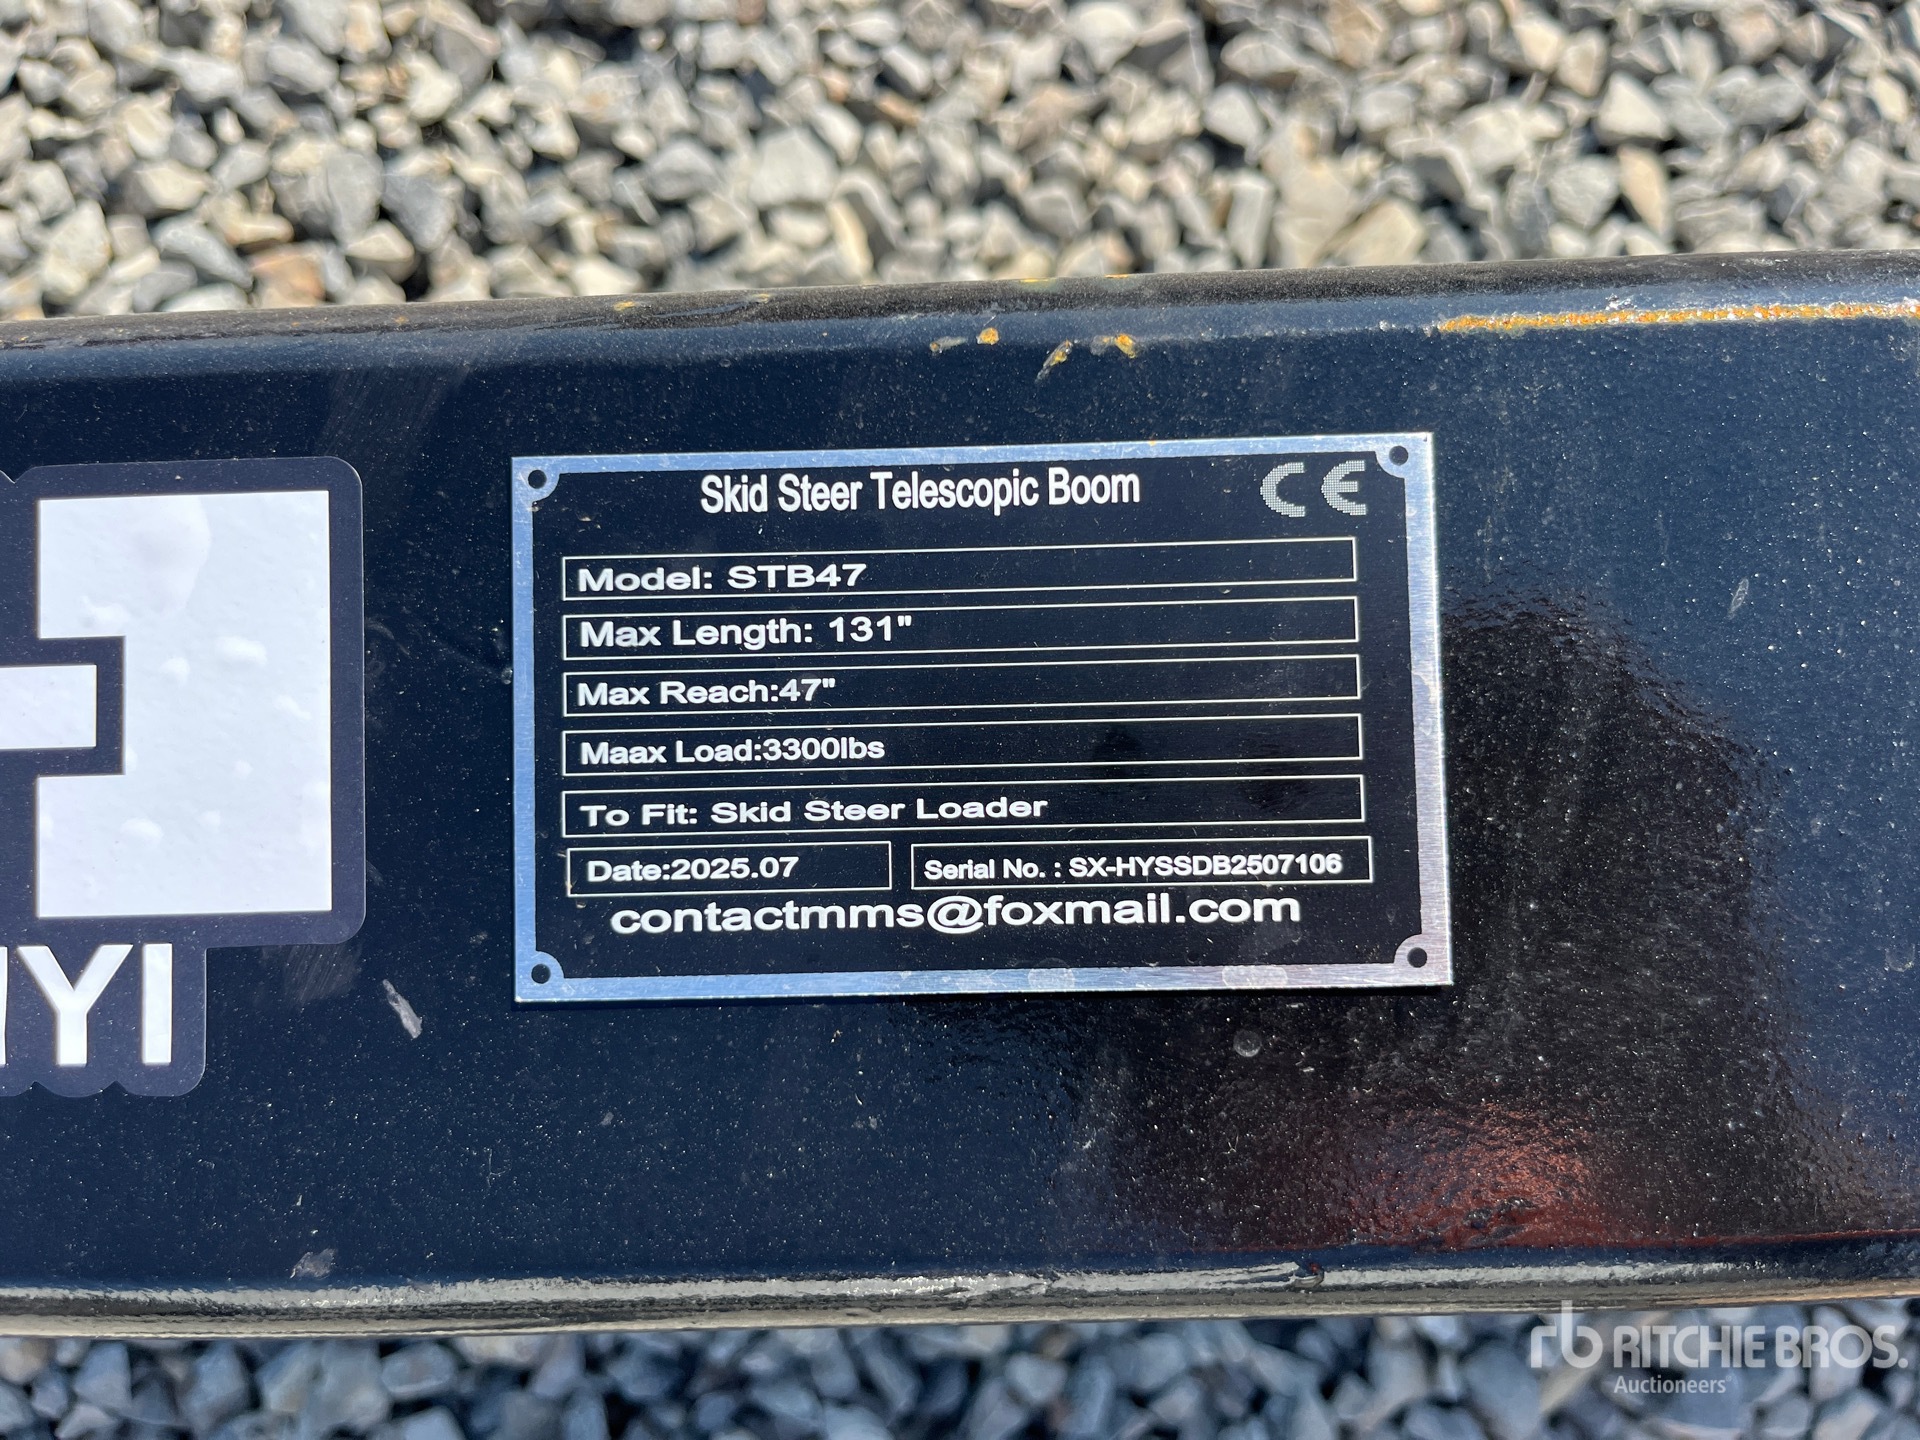 Skid Steer Telescopic Boom CE
Model: STB47
Max Length: 131"
Max Reach:47"
Maax Load:3300lbs
To Fit: Skid Steer Loader
Date:2025.07 Serial No. : SX-HYSSDB2507106
contactmms@foxmail.com
YI
rb RITCHIE BROS.
Auctioneers